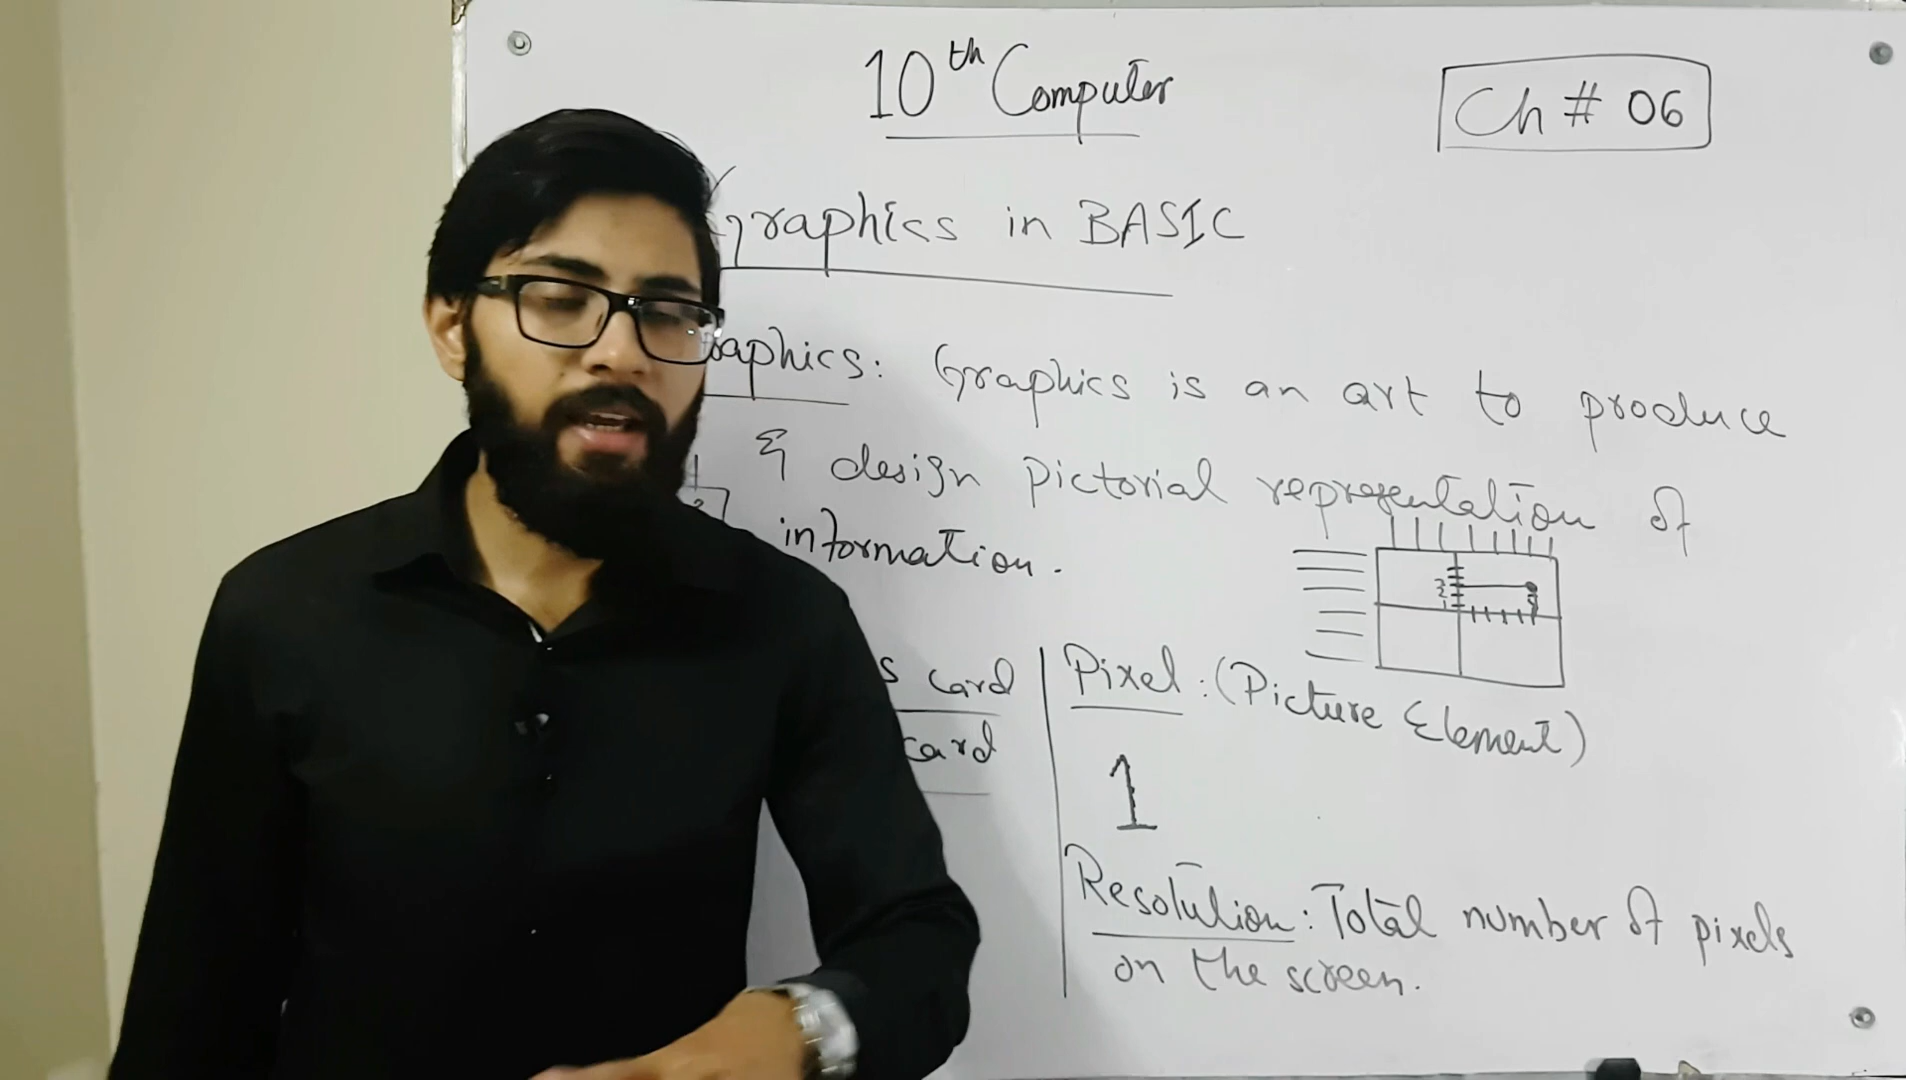 10th Computer
Ch # 06
Graphics in BASIC
raphics: Graphics is an art to produce
& design pictorial representation of
information.
s card
card
Pixel: (Picture Element)
1
Resolution: Total number of pixels
on the screen.